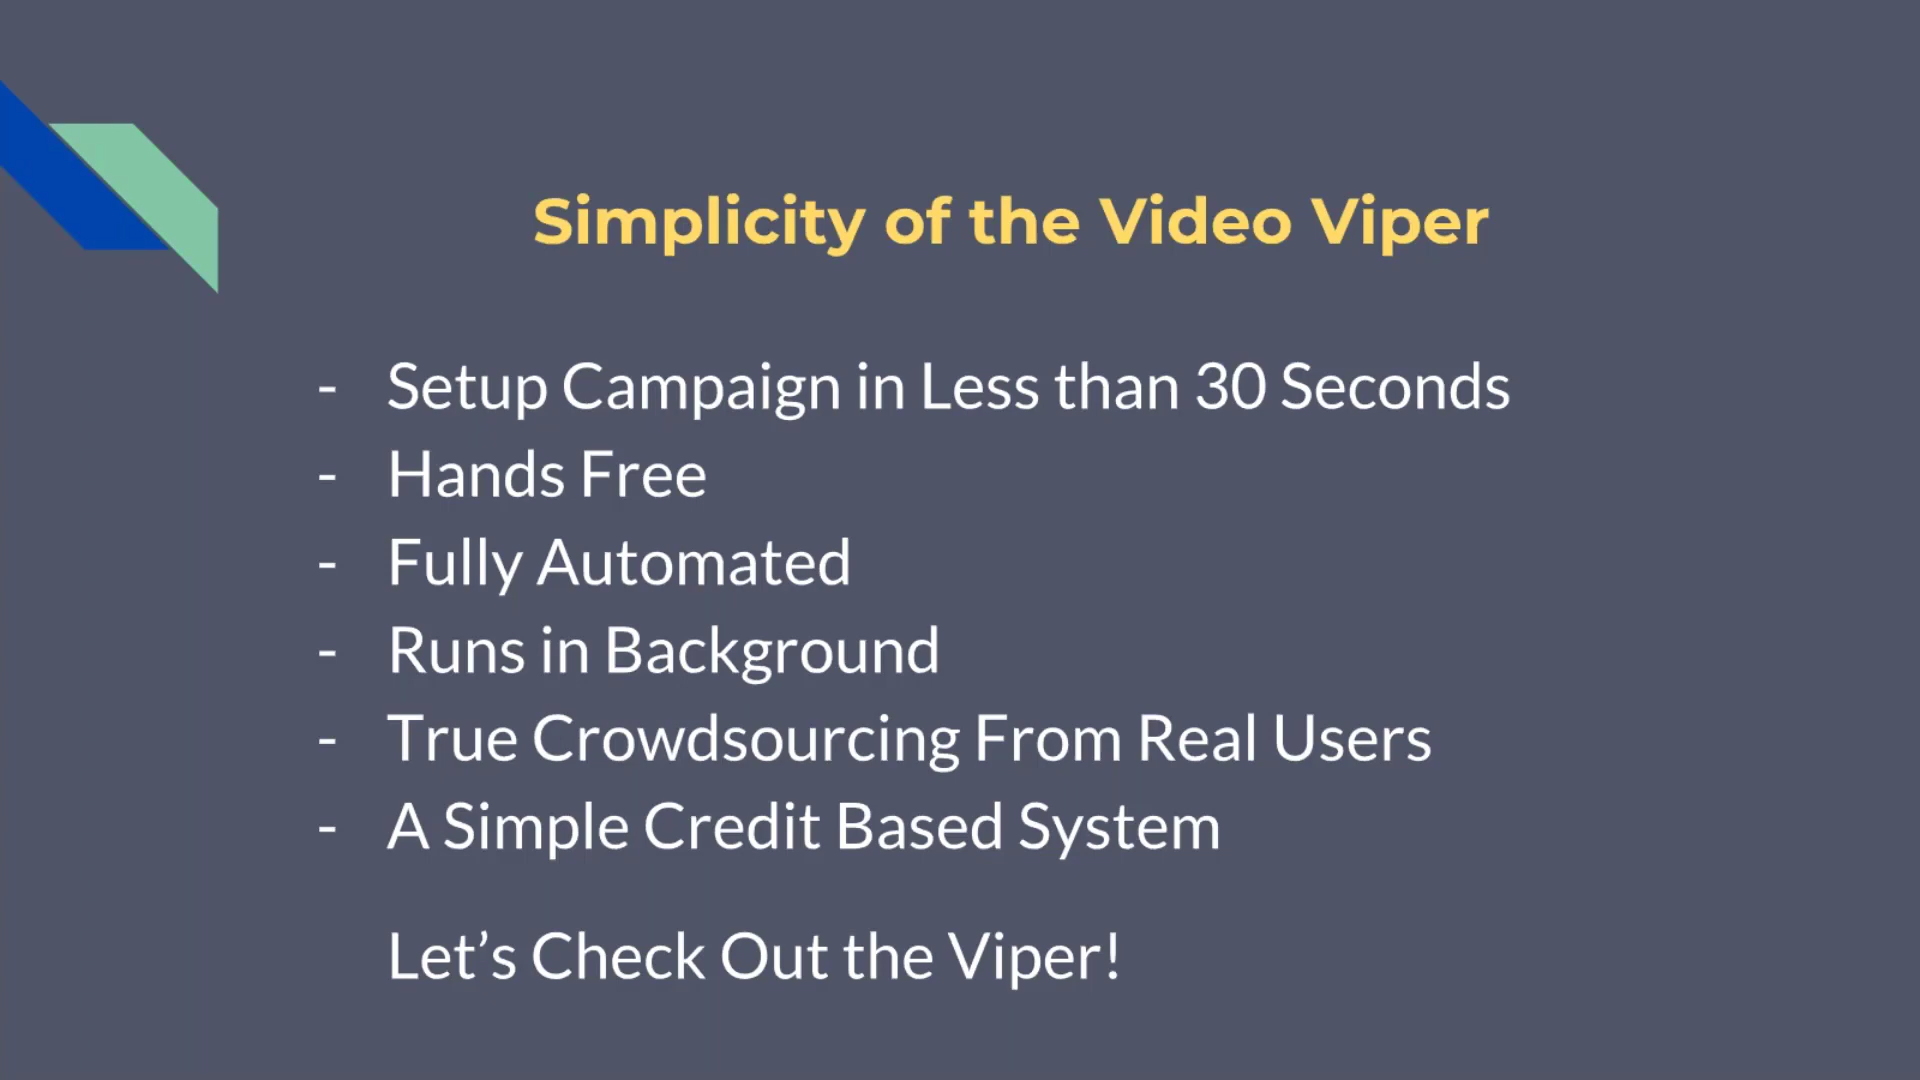 Simplicity of the Video Viper
- Setup Campaign in Less than 30 Seconds
- Hands Free
- Fully Automated
- Runs in Background
- True Crowdsourcing From Real Users
- A Simple Credit Based System
Let’s Check Out the Viper!